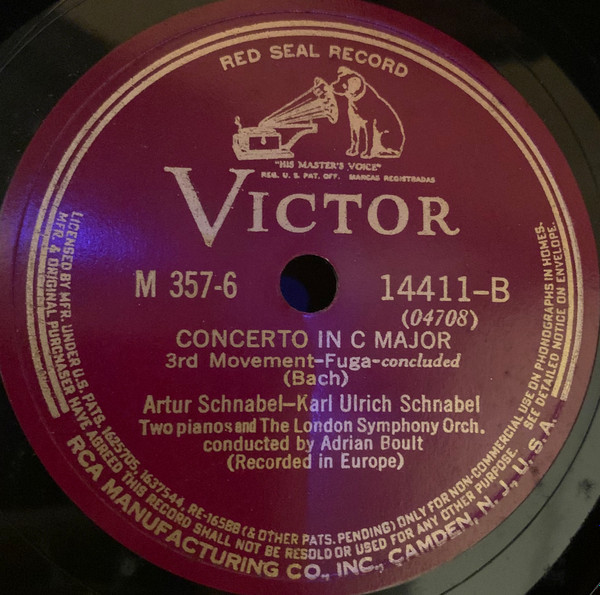 RED SEAL RECORD
"HIS MASTER'S VOICE"
REG. U. S. PAT. OFF. MARCAS REGISTRADAS
VICTOR
M 357-6
14411-B
(04708)
CONCERTO IN C MAJOR
3rd Movement-Fuga-concluded
(Bach)
Artur Schnabel-Karl Ulrich Schnabel
Two pianos and The London Symphony Orch.
conducted by Adrian Boult
(Recorded in Europe)
LICENSED BY MFR. UNDER U.S. PATS. 1625705, 1637544, RE-16588 (& OTHER PATS. PENDING) ONLY FOR NON-COMMERCIAL USE ON PHONOGRAPHS IN HOMES.
MFR. & ORIGINAL PURCHASER HAVE AGREED THIS RECORD SHALL NOT BE RESOLD OR USED FOR ANY OTHER PURPOSE. SEE DETAILED NOTICE ON ENVELOPE.
RCA MANUFACTURING CO., INC., CAMDEN, N. J., U. S. A.